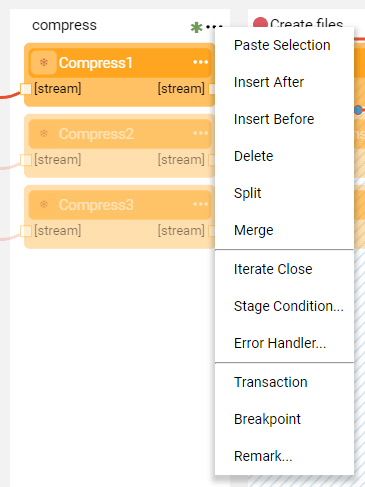 compress
Create files
Compress1
[stream] [stream]
Compress2
[stream] [stream]
Compress3
[stream] [stream]
Paste Selection
Insert After
Insert Before
Delete
Split
Merge
Iterate Close
Stage Condition...
Error Handler...
Transaction
Breakpoint
Remark...